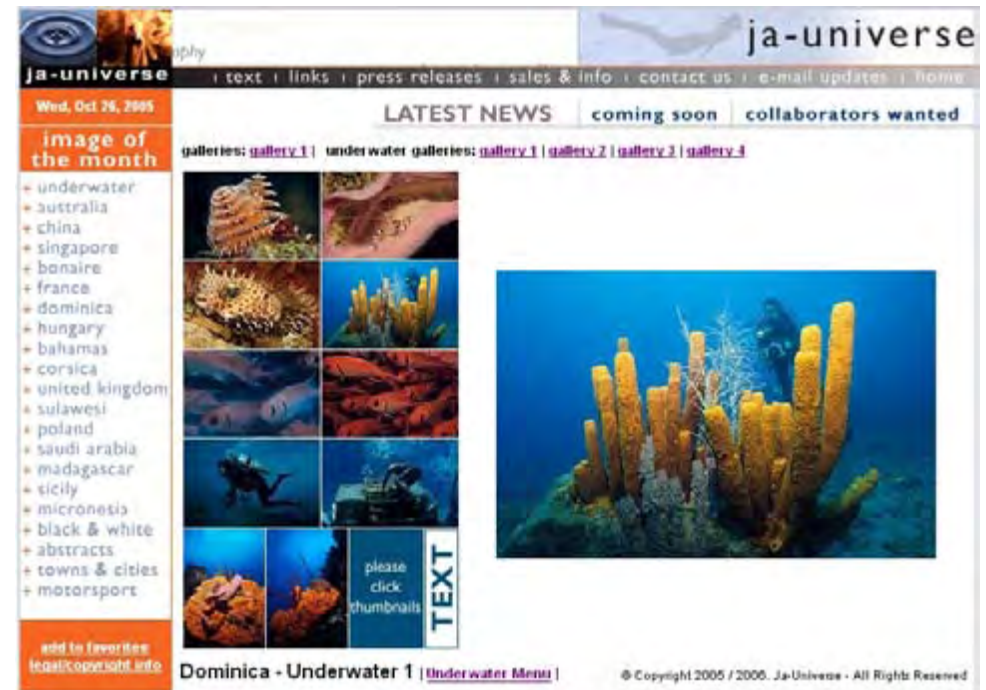 ja-universe
ophy
ja-universe
text | links | press releases | sales & info | contact us | e-mail updates | home
Wed, Oct 26, 2005
LATEST NEWS
coming soon
collaborators wanted
image of
the month
galleries: gallery 1 | underwater galleries: gallery 1 | gallery 2 | gallery 3 | gallery 4
+ underwater
+ australia
+ china
+ singapore
+ bonaire
+ france
+ dominica
+ hungary
+ bahamas
+ corsica
+ united kingdom
+ sulawesi
+ poland
+ saudi arabia
+ madagascar
+ sicily
+ micronesia
+ black & white
+ abstracts
+ towns & cities
+ motorsport
please
click
thumbnails
TEXT
add to favorites
legal/copyright info
Dominica - Underwater 1 | Underwater Menu |
© Copyright 2005 / 2006. Ja-Universe - All Rights Reserved